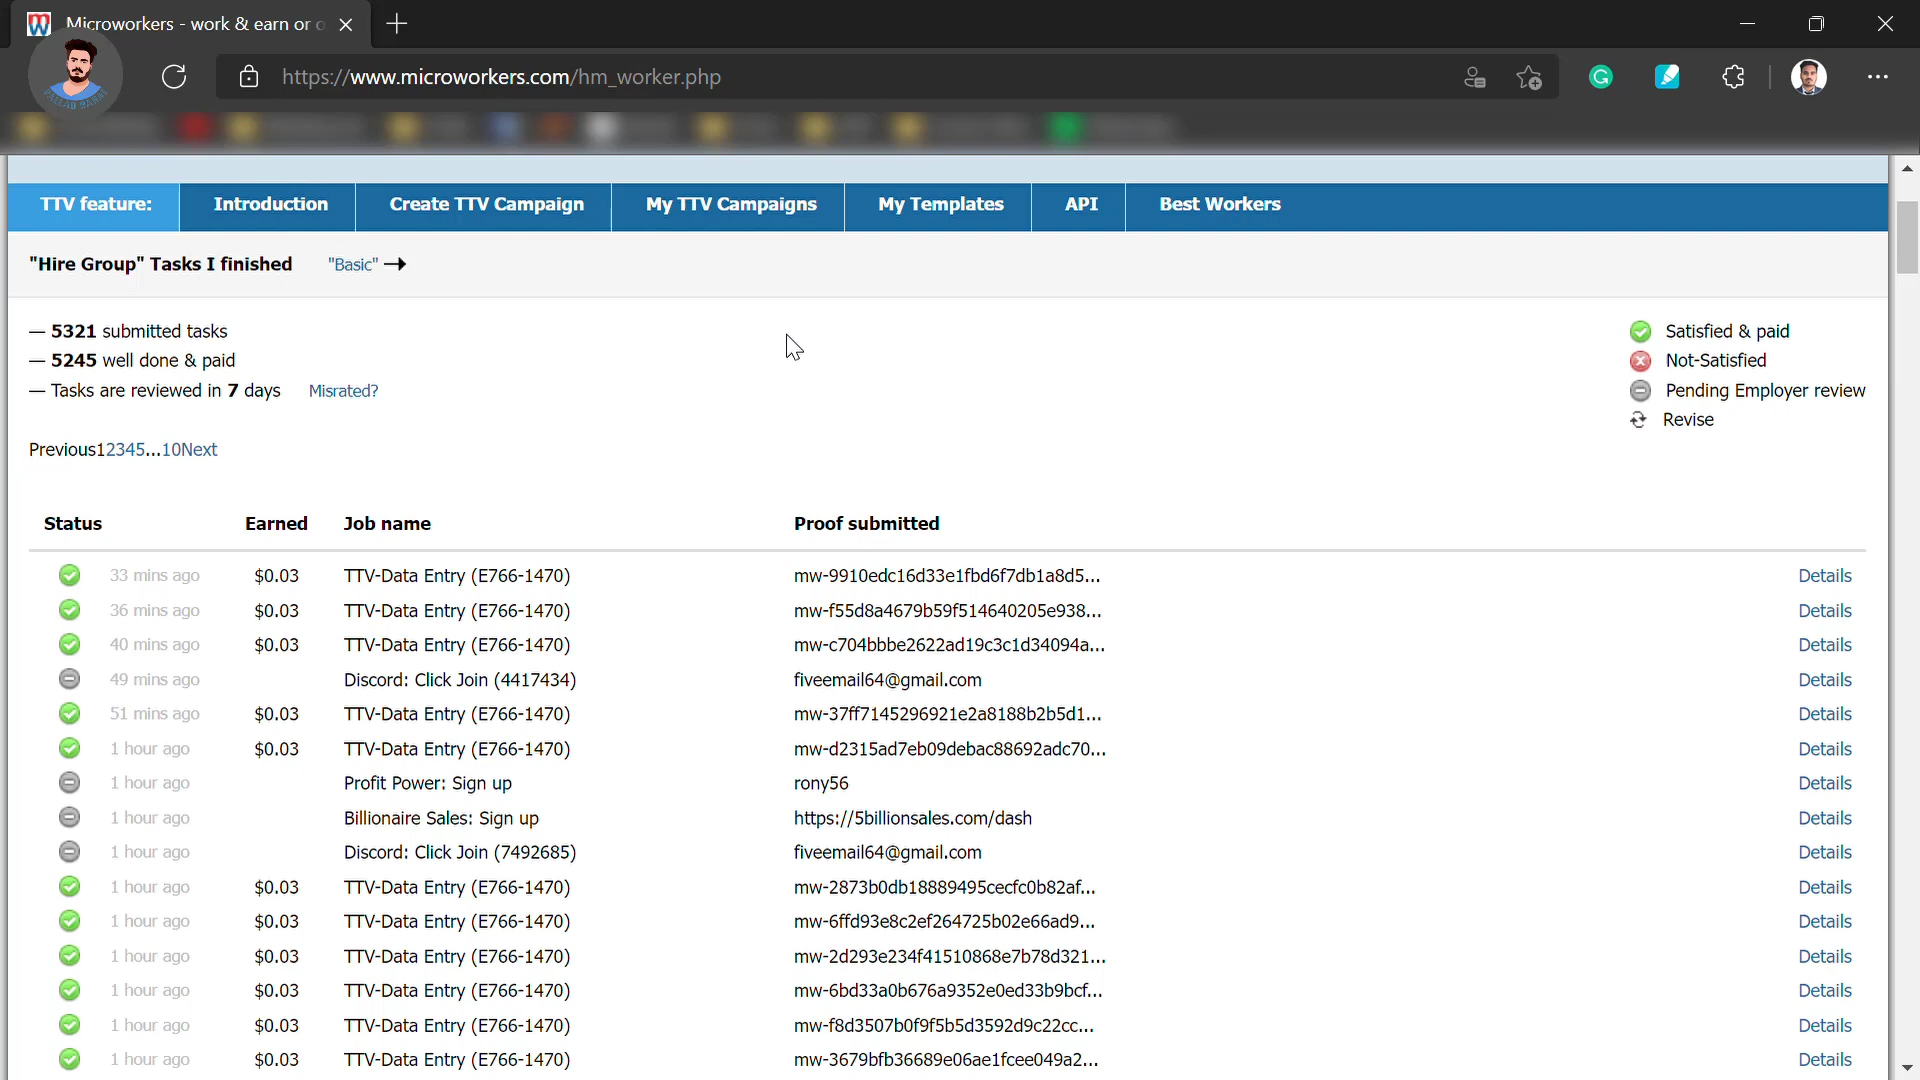 Microworkers - work & earn or o
https://www.microworkers.com/hm_worker.php
TTV feature: Introduction Create TTV Campaign My TTV Campaigns My Templates API Best Workers
"Hire Group" Tasks I finished "Basic"
— 5321 submitted tasks
— 5245 well done & paid
— Tasks are reviewed in 7 days Misrated?
Satisfied & paid
Not-Satisfied
Pending Employer review
Revise
Previous12345...10Next
Status Earned Job name Proof submitted
33 mins ago $0.03 TTV-Data Entry (E766-1470) mw-9910edc16d33e1fbd6f7db1a8d5... Details
36 mins ago $0.03 TTV-Data Entry (E766-1470) mw-f55d8a4679b59f514640205e938... Details
40 mins ago $0.03 TTV-Data Entry (E766-1470) mw-c704bbbe2622ad19c3c1d34094a... Details
49 mins ago Discord: Click Join (4417434) fiveemail64@gmail.com Details
51 mins ago $0.03 TTV-Data Entry (E766-1470) mw-37ff7145296921e2a8188b2b5d1... Details
1 hour ago $0.03 TTV-Data Entry (E766-1470) mw-d2315ad7eb09debac88692adc70... Details
1 hour ago Profit Power: Sign up rony56 Details
1 hour ago Billionaire Sales: Sign up https://5billionsales.com/dash Details
1 hour ago Discord: Click Join (7492685) fiveemail64@gmail.com Details
1 hour ago $0.03 TTV-Data Entry (E766-1470) mw-2873b0db18889495cecfc0b82af... Details
1 hour ago $0.03 TTV-Data Entry (E766-1470) mw-6ffd93e8c2ef264725b02e66ad9... Details
1 hour ago $0.03 TTV-Data Entry (E766-1470) mw-2d293e234f41510868e7b78d321... Details
1 hour ago $0.03 TTV-Data Entry (E766-1470) mw-6bd33a0b676a9352e0ed33b9bcf... Details
1 hour ago $0.03 TTV-Data Entry (E766-1470) mw-f8d3507b0f9f5b5d3592d9c22cc... Details
1 hour ago $0.03 TTV-Data Entry (E766-1470) mw-3679bfb36689e06ae1fcee049a2... Details